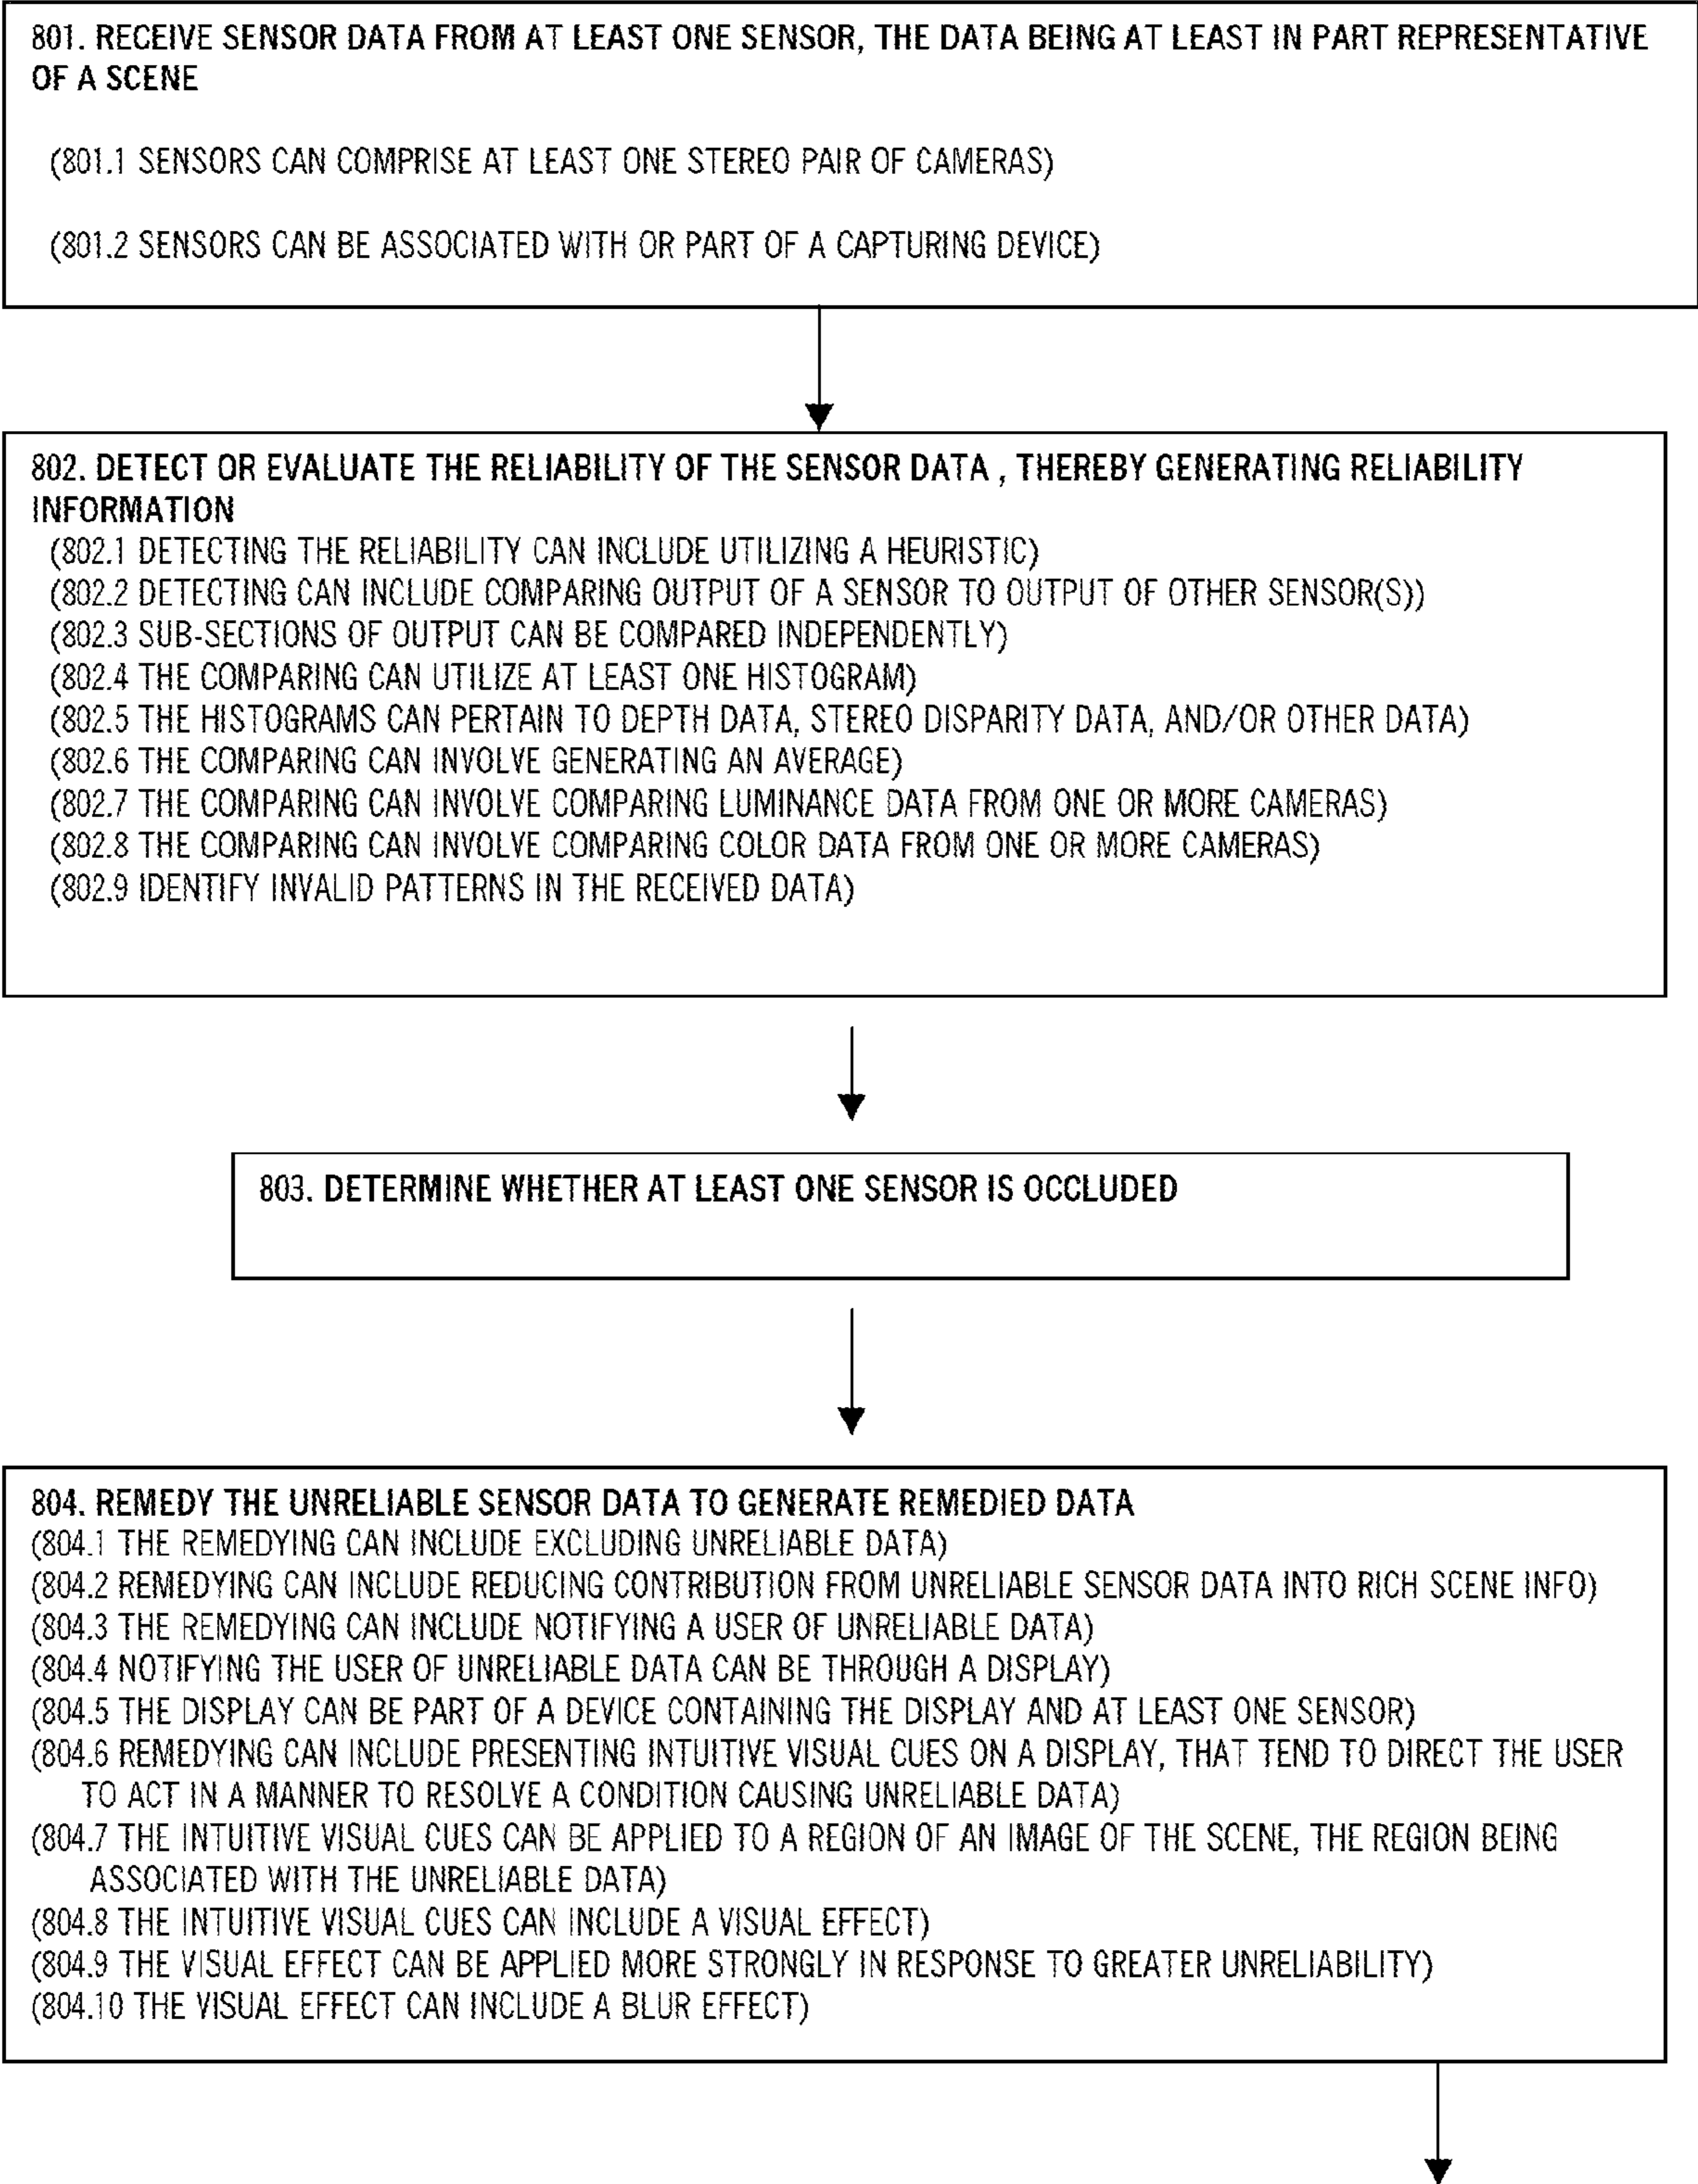 801. RECEIVE SENSOR DATA FROM AT LEAST ONE SENSOR, THE DATA BEING AT LEAST IN PART REPRESENTATIVE
OF A SCENE
(801.1 SENSORS CAN COMPRISE AT LEAST ONE STEREO PAIR OF CAMERAS)
(801.2 SENSORS CAN BE ASSOCIATED WITH OR PART OF A CAPTURING DEVICE)
802. DETECT OR EVALUATE THE RELIABILITY OF THE SENSOR DATA , THEREBY GENERATING RELIABILITY
INFORMATION
(802.1 DETECTING THE RELIABILITY CAN INCLUDE UTILIZING A HEURISTIC)
(802.2 DETECTING CAN INCLUDE COMPARING OUTPUT OF A SENSOR TO OUTPUT OF OTHER SENSOR(S))
(802.3 SUB-SECTIONS OF OUTPUT CAN BE COMPARED INDEPENDENTLY)
(802.4 THE COMPARING CAN UTILIZE AT LEAST ONE HISTOGRAM)
(802.5 THE HISTOGRAMS CAN PERTAIN TO DEPTH DATA, STEREO DISPARITY DATA, AND/OR OTHER DATA)
(802.6 THE COMPARING CAN INVOLVE GENERATING AN AVERAGE)
(802.7 THE COMPARING CAN INVOLVE COMPARING LUMINANCE DATA FROM ONE OR MORE CAMERAS)
(802.8 THE COMPARING CAN INVOLVE COMPARING COLOR DATA FROM ONE OR MORE CAMERAS)
(802.9 IDENTIFY INVALID PATTERNS IN THE RECEIVED DATA)
803. DETERMINE WHETHER AT LEAST ONE SENSOR IS OCCLUDED
804. REMEDY THE UNRELIABLE SENSOR DATA TO GENERATE REMEDIED DATA
(804.1 THE REMEDYING CAN INCLUDE EXCLUDING UNRELIABLE DATA)
(804.2 REMEDYING CAN INCLUDE REDUCING CONTRIBUTION FROM UNRELIABLE SENSOR DATA INTO RICH SCENE INFO)
(804.3 THE REMEDYING CAN INCLUDE NOTIFYING A USER OF UNRELIABLE DATA)
(804.4 NOTIFYING THE USER OF UNRELIABLE DATA CAN BE THROUGH A DISPLAY)
(804.5 THE DISPLAY CAN BE PART OF A DEVICE CONTAINING THE DISPLAY AND AT LEAST ONE SENSOR)
(804.6 REMEDYING CAN INCLUDE PRESENTING INTUITIVE VISUAL CUES ON A DISPLAY, THAT TEND TO DIRECT THE USER
TO ACT IN A MANNER TO RESOLVE A CONDITION CAUSING UNRELIABLE DATA)
(804.7 THE INTUITIVE VISUAL CUES CAN BE APPLIED TO A REGION OF AN IMAGE OF THE SCENE, THE REGION BEING
ASSOCIATED WITH THE UNRELIABLE DATA)
(804.8 THE INTUITIVE VISUAL CUES CAN INCLUDE A VISUAL EFFECT)
(804.9 THE VISUAL EFFECT CAN BE APPLIED MORE STRONGLY IN RESPONSE TO GREATER UNRELIABILITY)
(804.10 THE VISUAL EFFECT CAN INCLUDE A BLUR EFFECT)